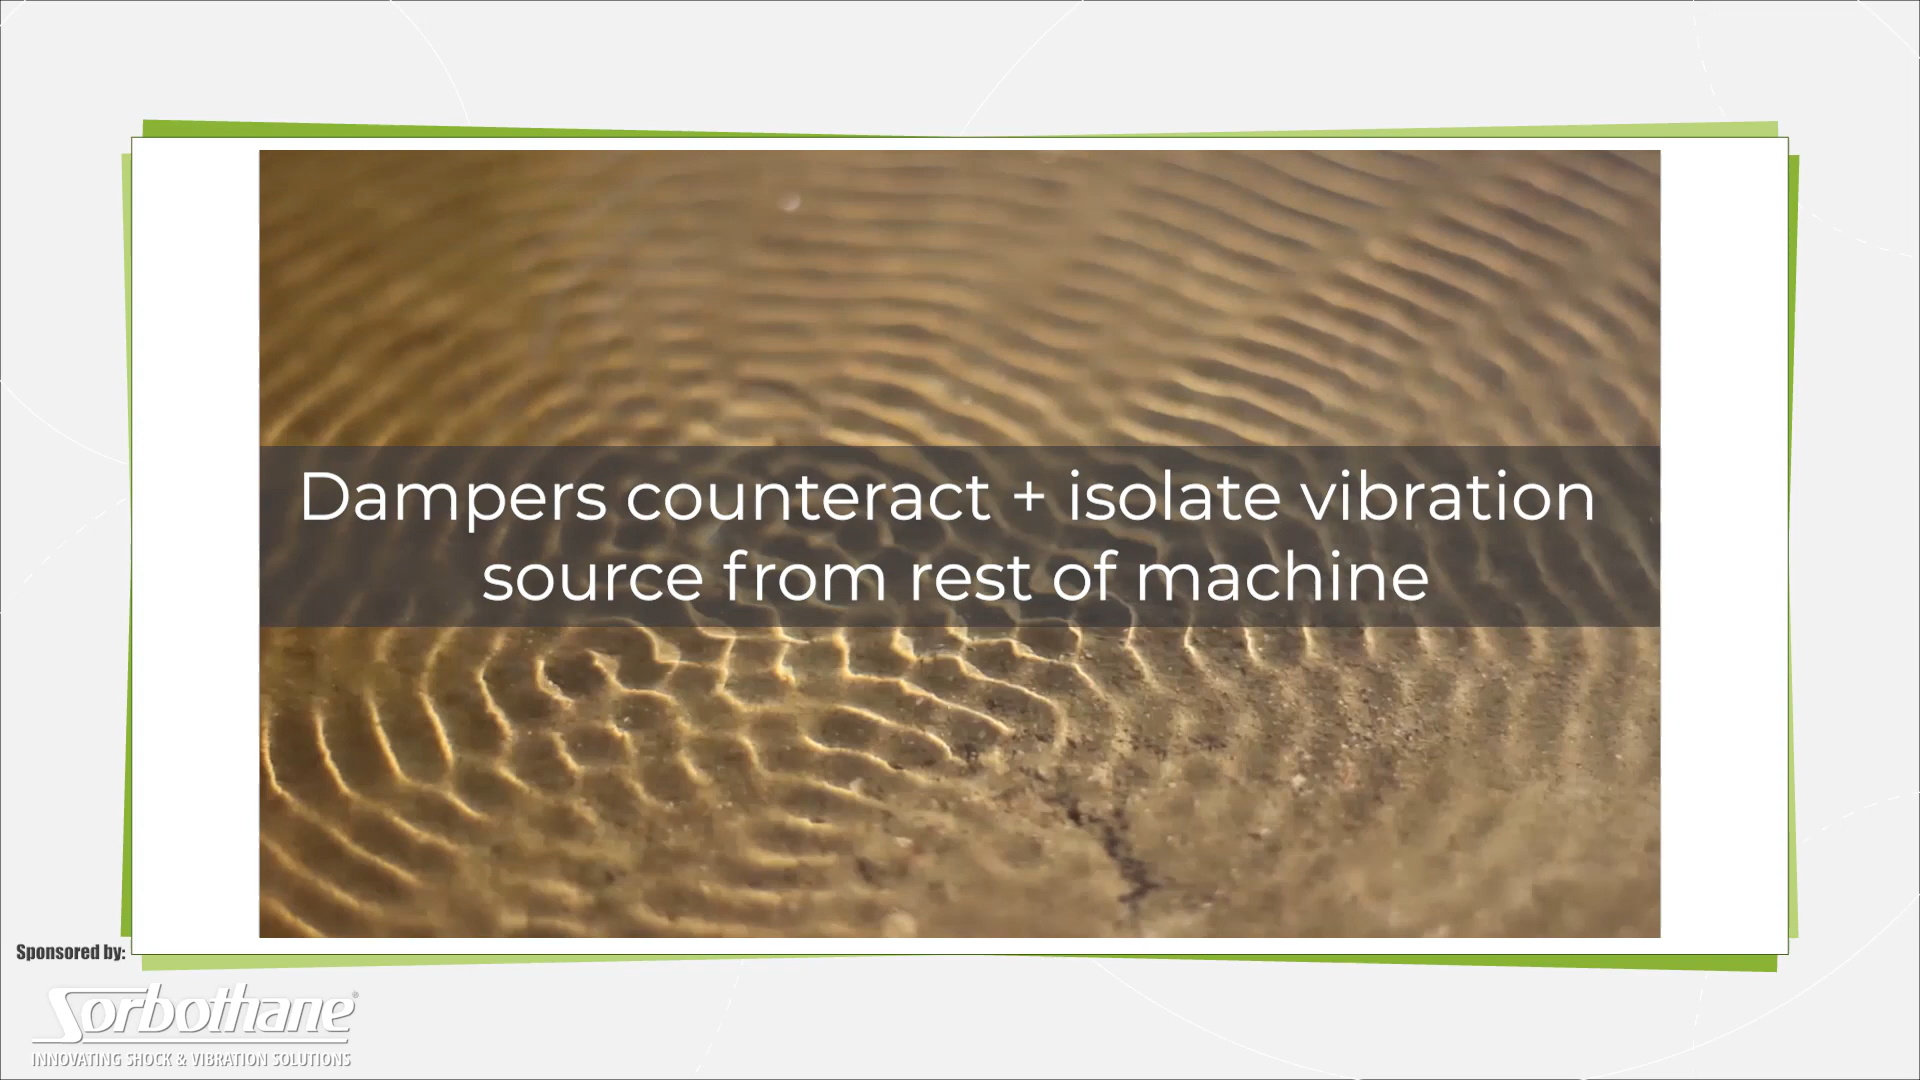 Dampers counteract + isolate vibration
source from rest of machine
Sponsored by:
Sorbothane®
INNOVATING SHOCK & VIBRATION SOLUTIONS